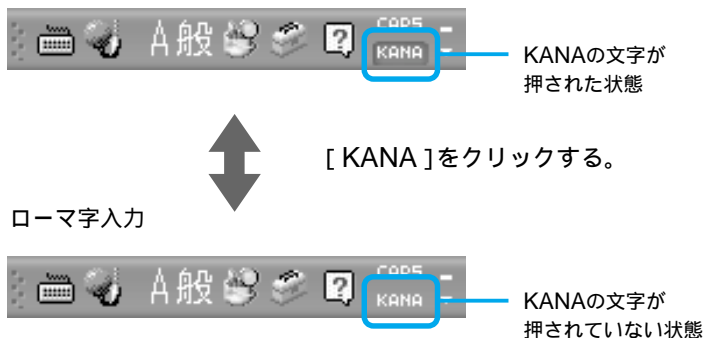 A 般 ? CAPS
KANA
KANAの文字が
押された状態
[ KANA ]をクリックする。
ローマ字入力
A 般 ? CAPS
KANA
KANAの文字が
押されていない状態